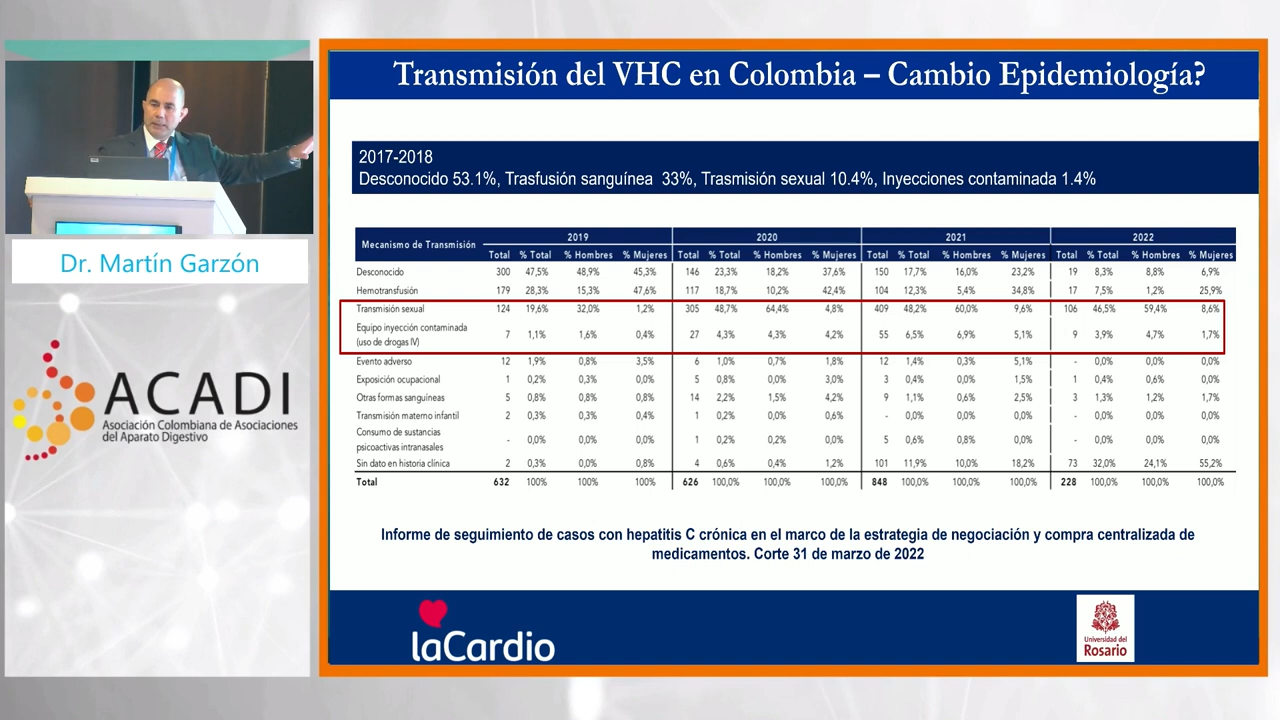 Transmisión del VHC en Colombia – Cambio Epidemiología?
2017-2018
Desconocido 53.1%, Trasfusión sanguínea 33%, Trasmisión sexual 10.4%, Inyecciones contaminada 1.4%
Mecanismo de Transmisión 2019 2020 2021 2022
Total % Total % Hombres % Mujeres Total % Total % Hombres % Mujeres Total % Total % Hombres % Mujeres Total % Total % Hombres % Mujeres
Desconocido 300 47,5% 48,9% 45,3% 146 23,3% 18,2% 37,6% 150 17,7% 16,0% 23,2% 19 8,3% 8,8% 6,9%
Hemotransfusión 179 28,3% 15,3% 47,6% 117 18,7% 10,2% 42,4% 104 12,3% 5,4% 34,8% 17 7,5% 1,2% 25,9%
Transmisión sexual 124 19,6% 32,0% 1,2% 305 48,7% 64,4% 4,8% 409 48,2% 60,0% 9,6% 106 46,5% 59,4% 8,6%
Equipo inyección contaminada
(uso de drogas IV) 7 1,1% 1,6% 0,4% 27 4,3% 4,3% 4,2% 55 6,5% 6,9% 5,1% 9 3,9% 4,7% 1,7%
Evento adverso 12 1,9% 0,8% 3,5% 6 1,0% 0,7% 1,8% 12 1,4% 0,3% 5,1% - 0,0% 0,0% 0,0%
Exposición ocupacional 1 0,2% 0,3% 0,0% 5 0,8% 0,0% 3,0% 3 0,4% 0,0% 1,5% 1 0,4% 0,6% 0,0%
Otras formas sanguíneas 5 0,8% 0,8% 0,8% 14 2,2% 1,5% 4,2% 9 1,1% 0,6% 2,5% 3 1,3% 1,2% 1,7%
Transmisión materno infantil 2 0,3% 0,3% 0,4% 1 0,2% 0,0% 0,6% - 0,0% 0,0% 0,0% - 0,0% 0,0% 0,0%
Consumo de sustancias
psicoactivas intranasales - 0,0% 0,0% 0,0% 1 0,2% 0,2% 0,0% 5 0,6% 0,8% 0,0% - 0,0% 0,0% 0,0%
Sin dato en historia clínica 2 0,3% 0,0% 0,8% 4 0,6% 0,4% 1,2% 101 11,9% 10,0% 18,2% 73 32,0% 24,1% 55,2%
Total 632 100% 100% 100% 626 100,0% 100,0% 100,0% 848 100,0% 100,0% 100,0% 228 100,0% 100,0% 100,0%
Informe de seguimiento de casos con hepatitis C crónica en el marco de la estrategia de negociación y compra centralizada de
medicamentos. Corte 31 de marzo de 2022
laCardio
Universidad del
Rosario
Dr. Martín Garzón
ACADI
Asociación Colombiana de Asociaciones
del Aparato Digestivo